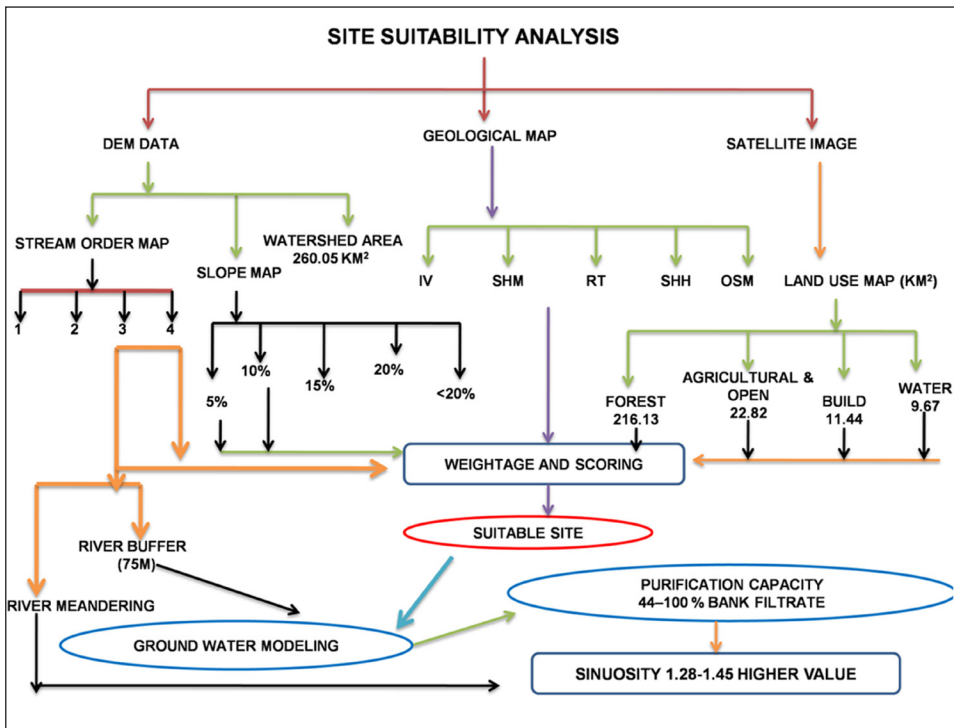 SITE SUITABILITY ANALYSIS
DEM DATA
GEOLOGICAL MAP
SATELLITE IMAGE
STREAM ORDER MAP
SLOPE MAP
WATERSHED AREA
260.05 KM²
IV
SHM
RT
SHH
OSM
LAND USE MAP (KM²)
1
2
3
4
5%
10%
15%
20%
<20%
FOREST
216.13
AGRICULTURAL &
OPEN
22.82
BUILD
11.44
WATER
9.67
WEIGHTAGE AND SCORING
SUITABLE SITE
RIVER BUFFER
(75M)
RIVER MEANDERING
GROUND WATER MODELING
PURIFICATION CAPACITY
44–100 % BANK FILTRATE
SINUOSITY 1.28-1.45 HIGHER VALUE